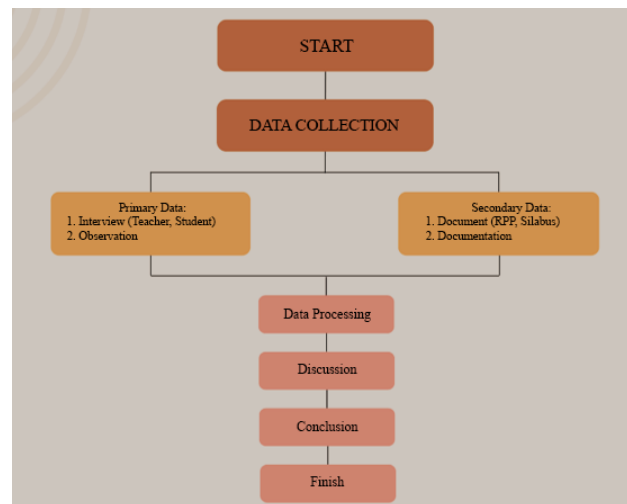 START
DATA COLLECTION
Primary Data:
1. Interview (Teacher, Student)
2. Observation
Secondary Data:
1. Document (RPP, Silabus)
2. Documentation
Data Processing
Discussion
Conclusion
Finish